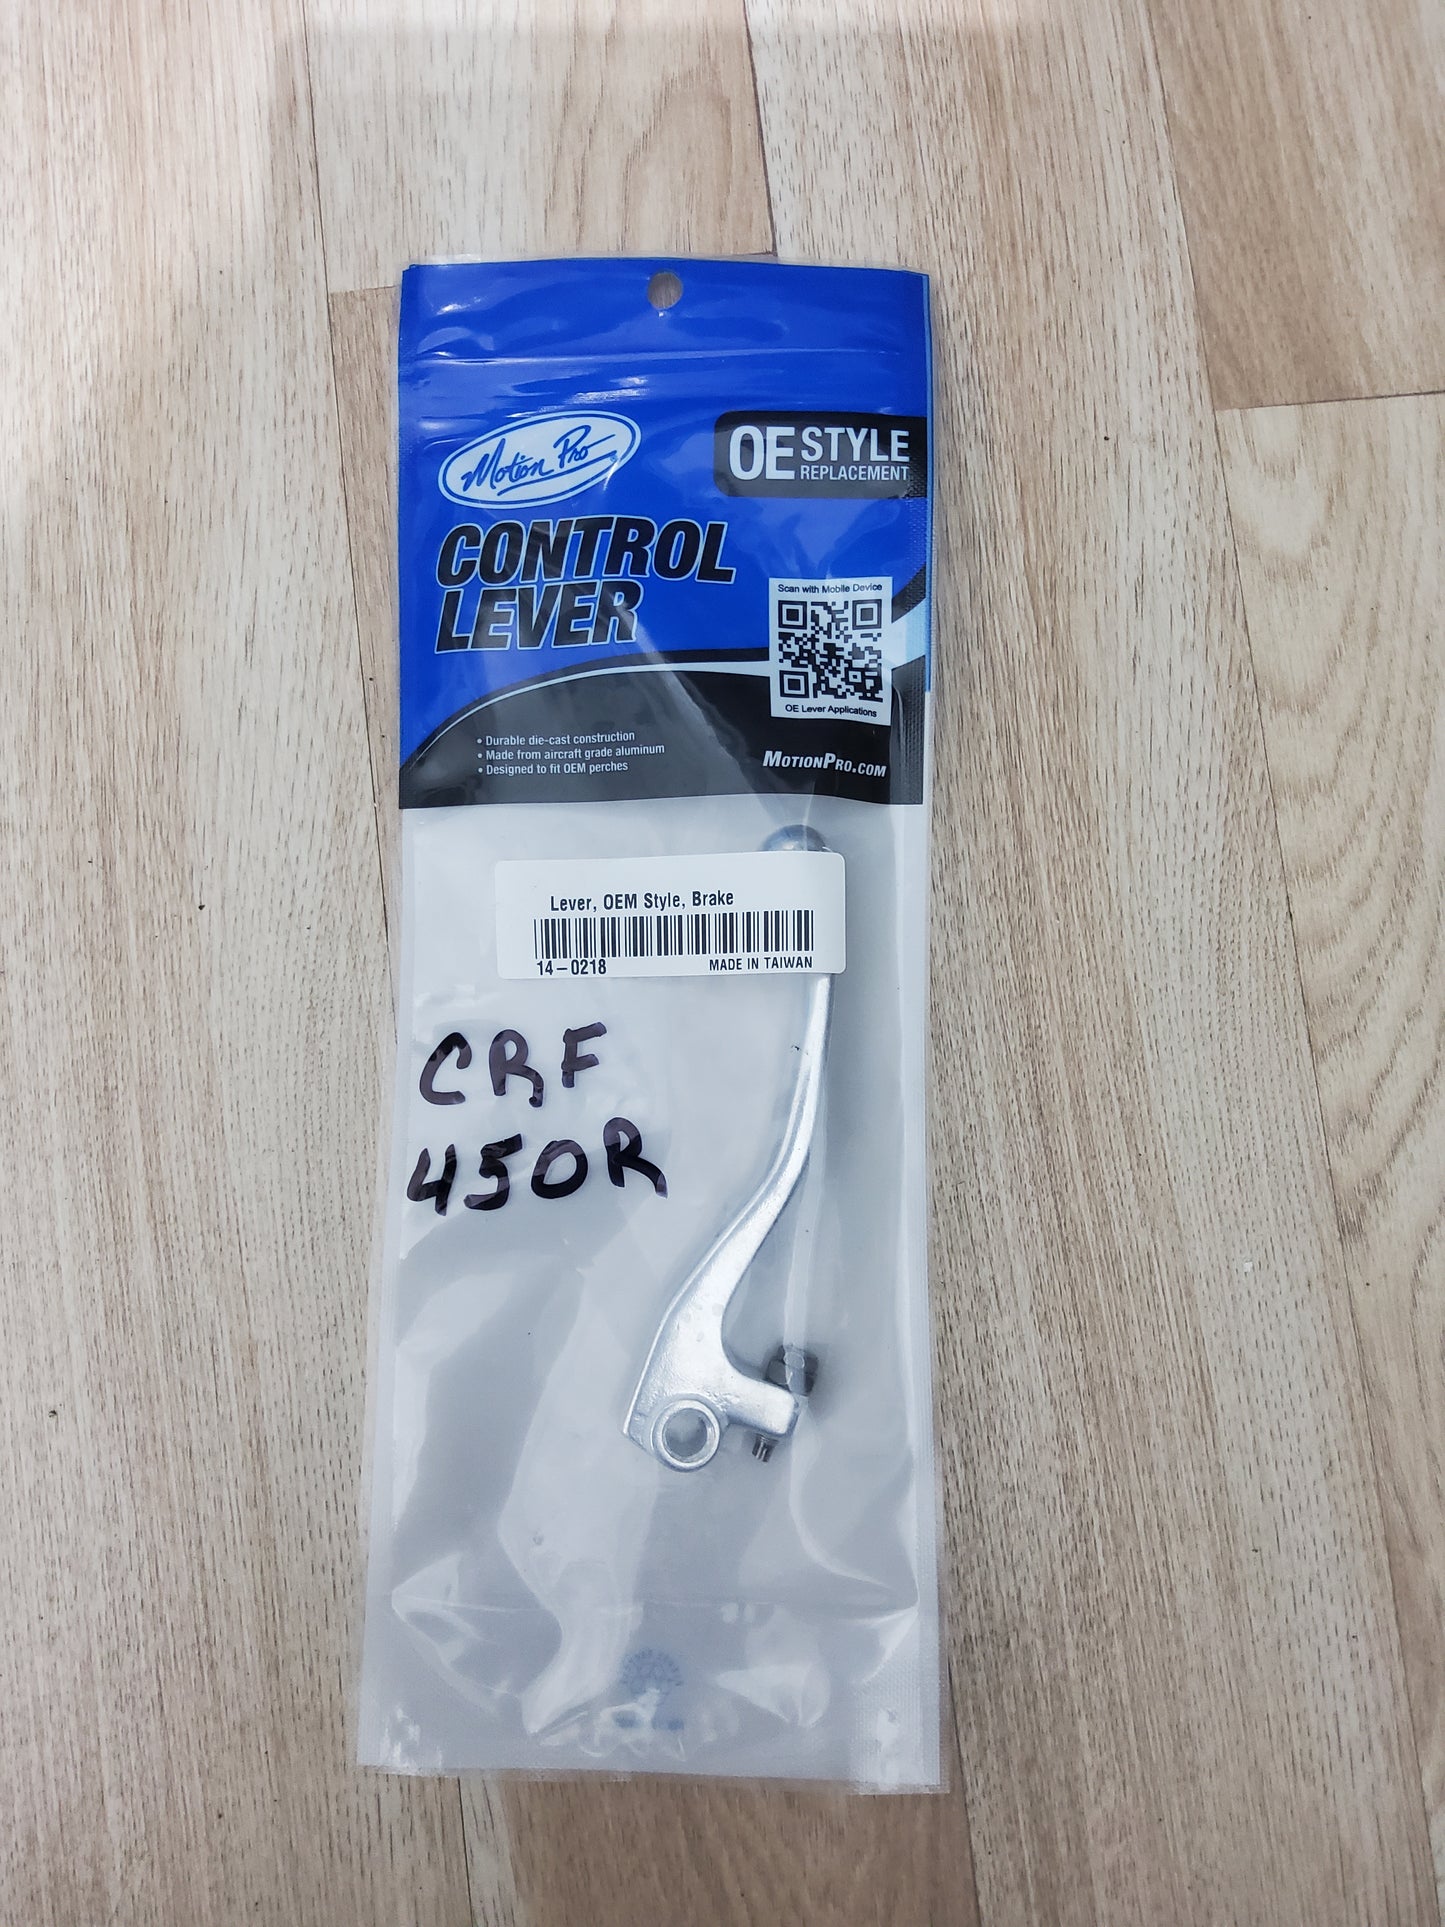 Motion Pro
OE STYLE
REPLACEMENT
CONTROL
LEVER
Scan with Mobile Device
OE Lever Applications
• Durable die-cast construction
• Made from aircraft grade aluminum
• Designed to fit OEM perches
MOTIONPRO.COM
Lever, OEM Style, Brake
14-0218 MADE IN TAIWAN
CRF
450R